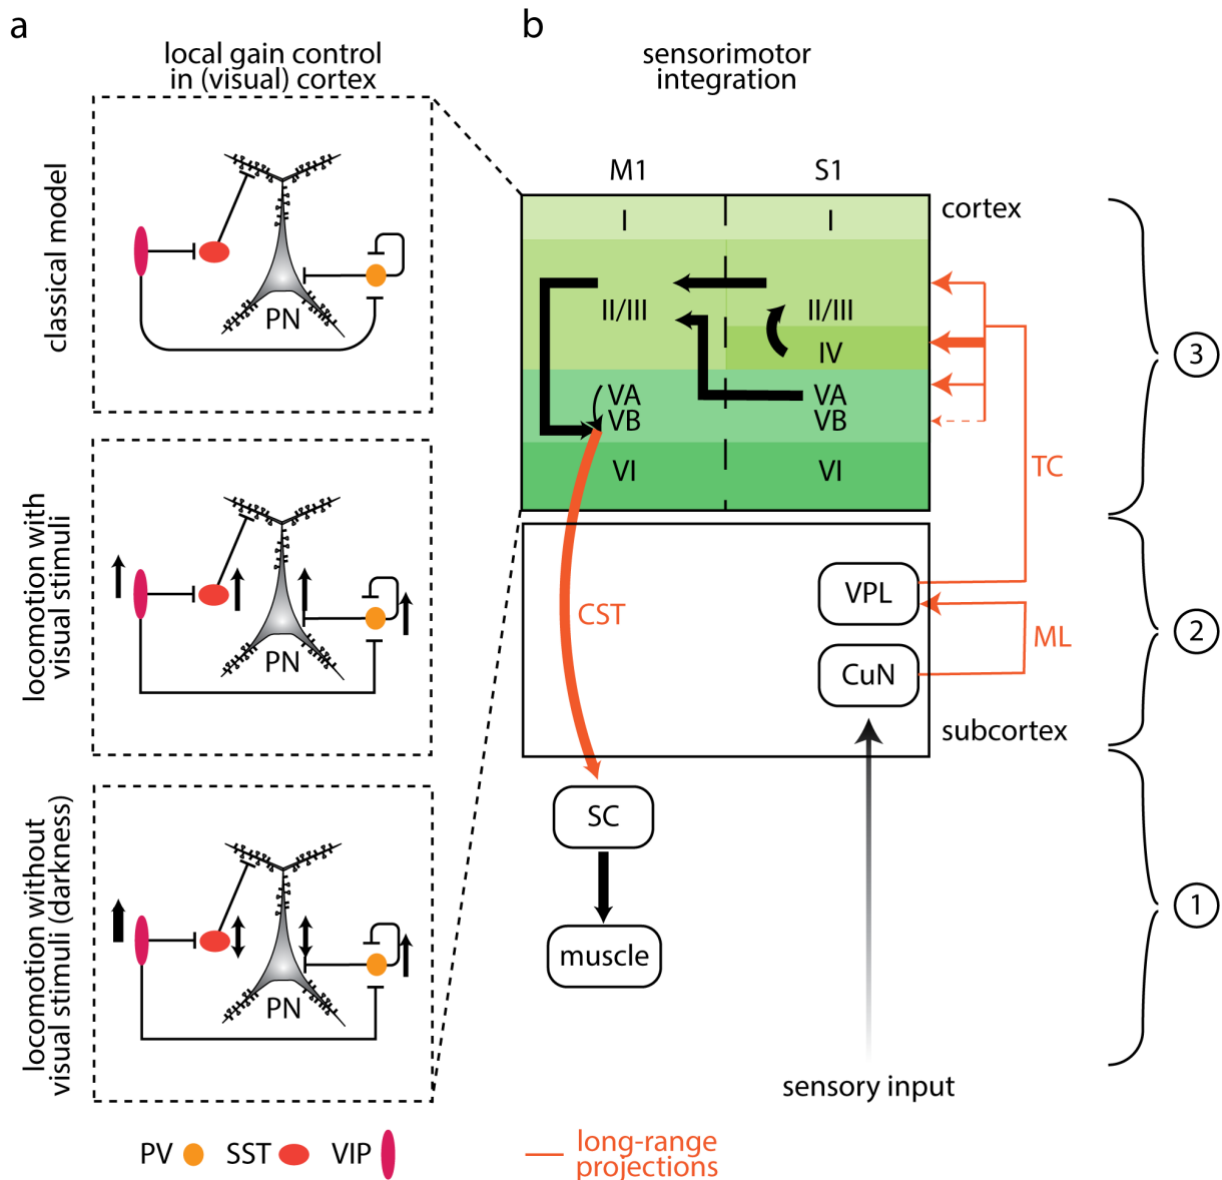 a
local gain control
in (visual) cortex
classical model
PN
locomotion with
visual stimuli
PN
locomotion without
visual stimuli (darkness)
PN
PV
SST
VIP
b
sensorimotor
integration
M1
S1
cortex
I
I
II/III
II/III
IV
VA
VB
VA
VB
VI
VI
TC
3
CST
VPL
ML
CuN
subcortex
2
SC
muscle
sensory input
1
long-range
projections